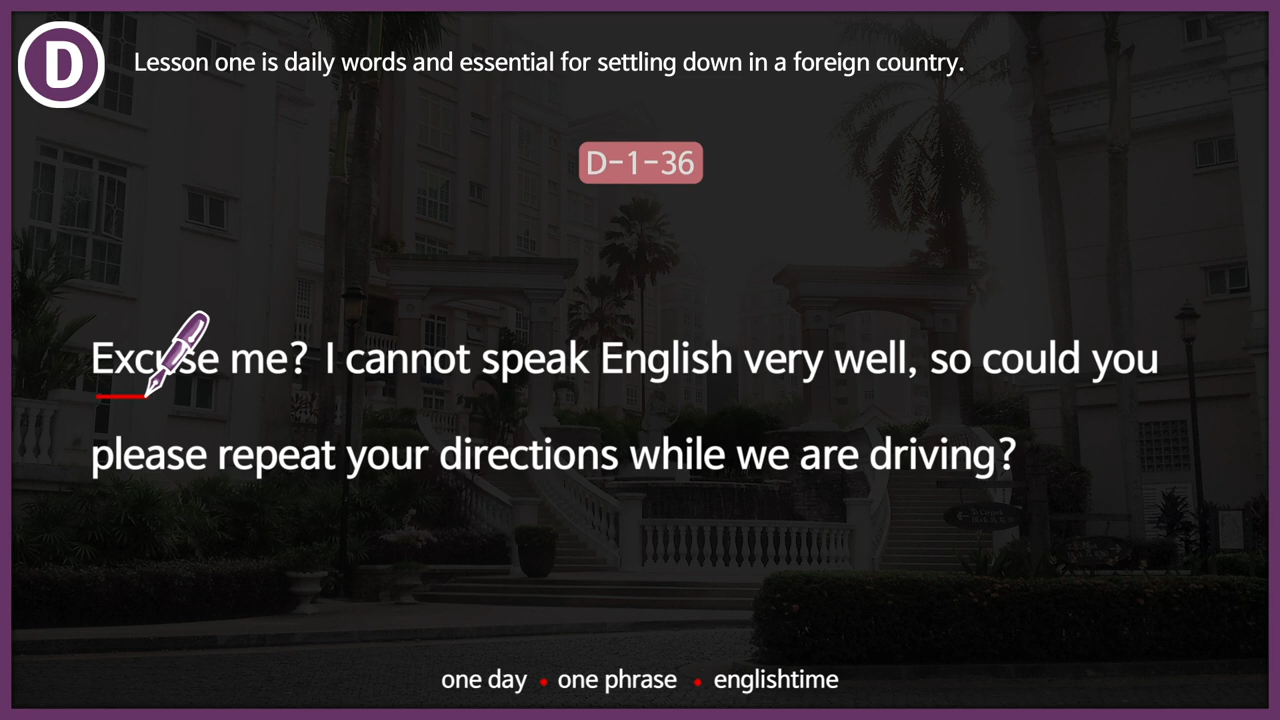 D
Lesson one is daily words and essential for settling down in a foreign country.
D-1-36
Excuse me? I cannot speak English very well, so could you
please repeat your directions while we are driving?
one day • one phrase • englishtime